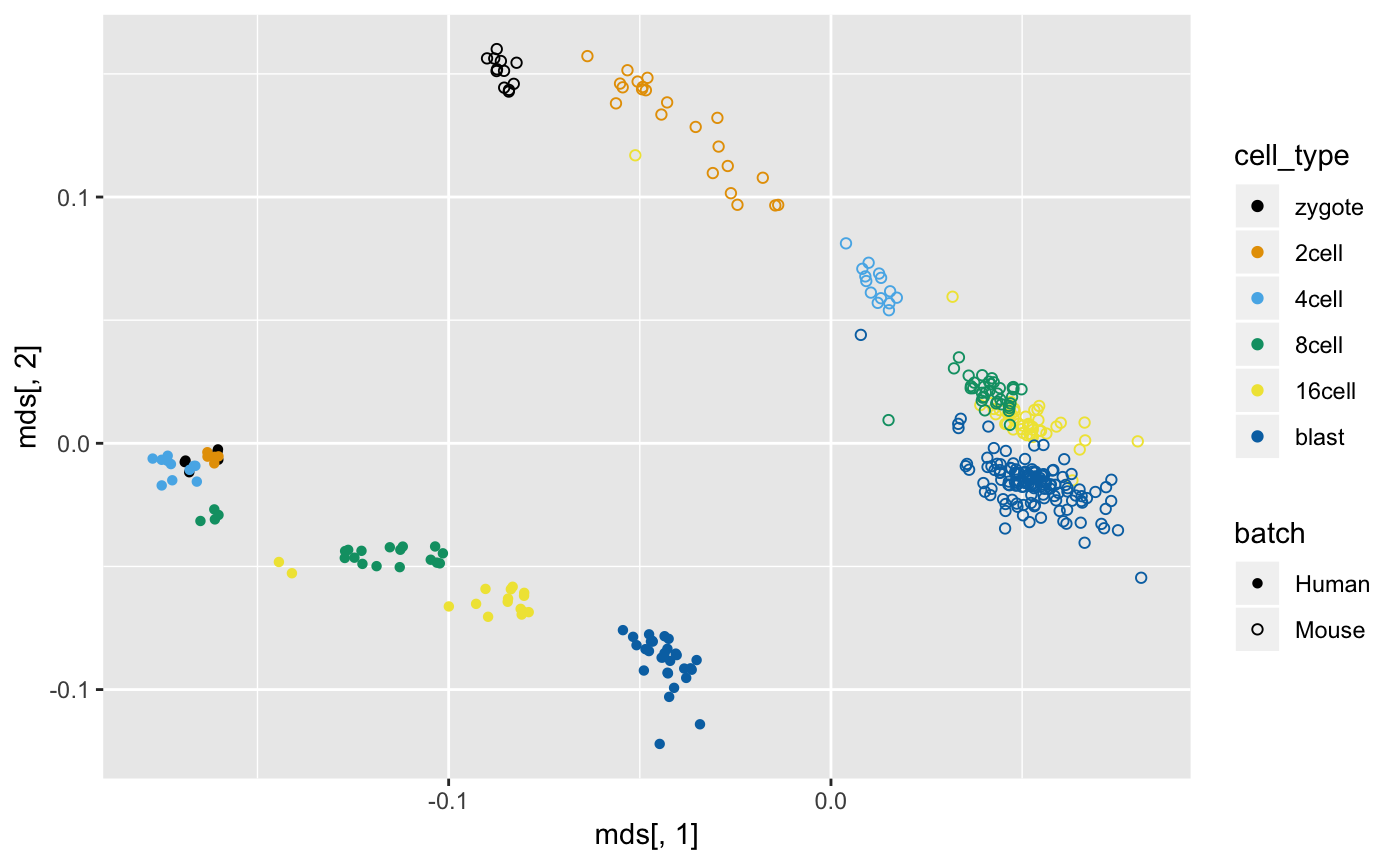 mds[, 2]
0.1
0.0
-0.1
-0.1
0.0
mds[, 1]
cell_type
zygote
2cell
4cell
8cell
16cell
blast
batch
Human
Mouse